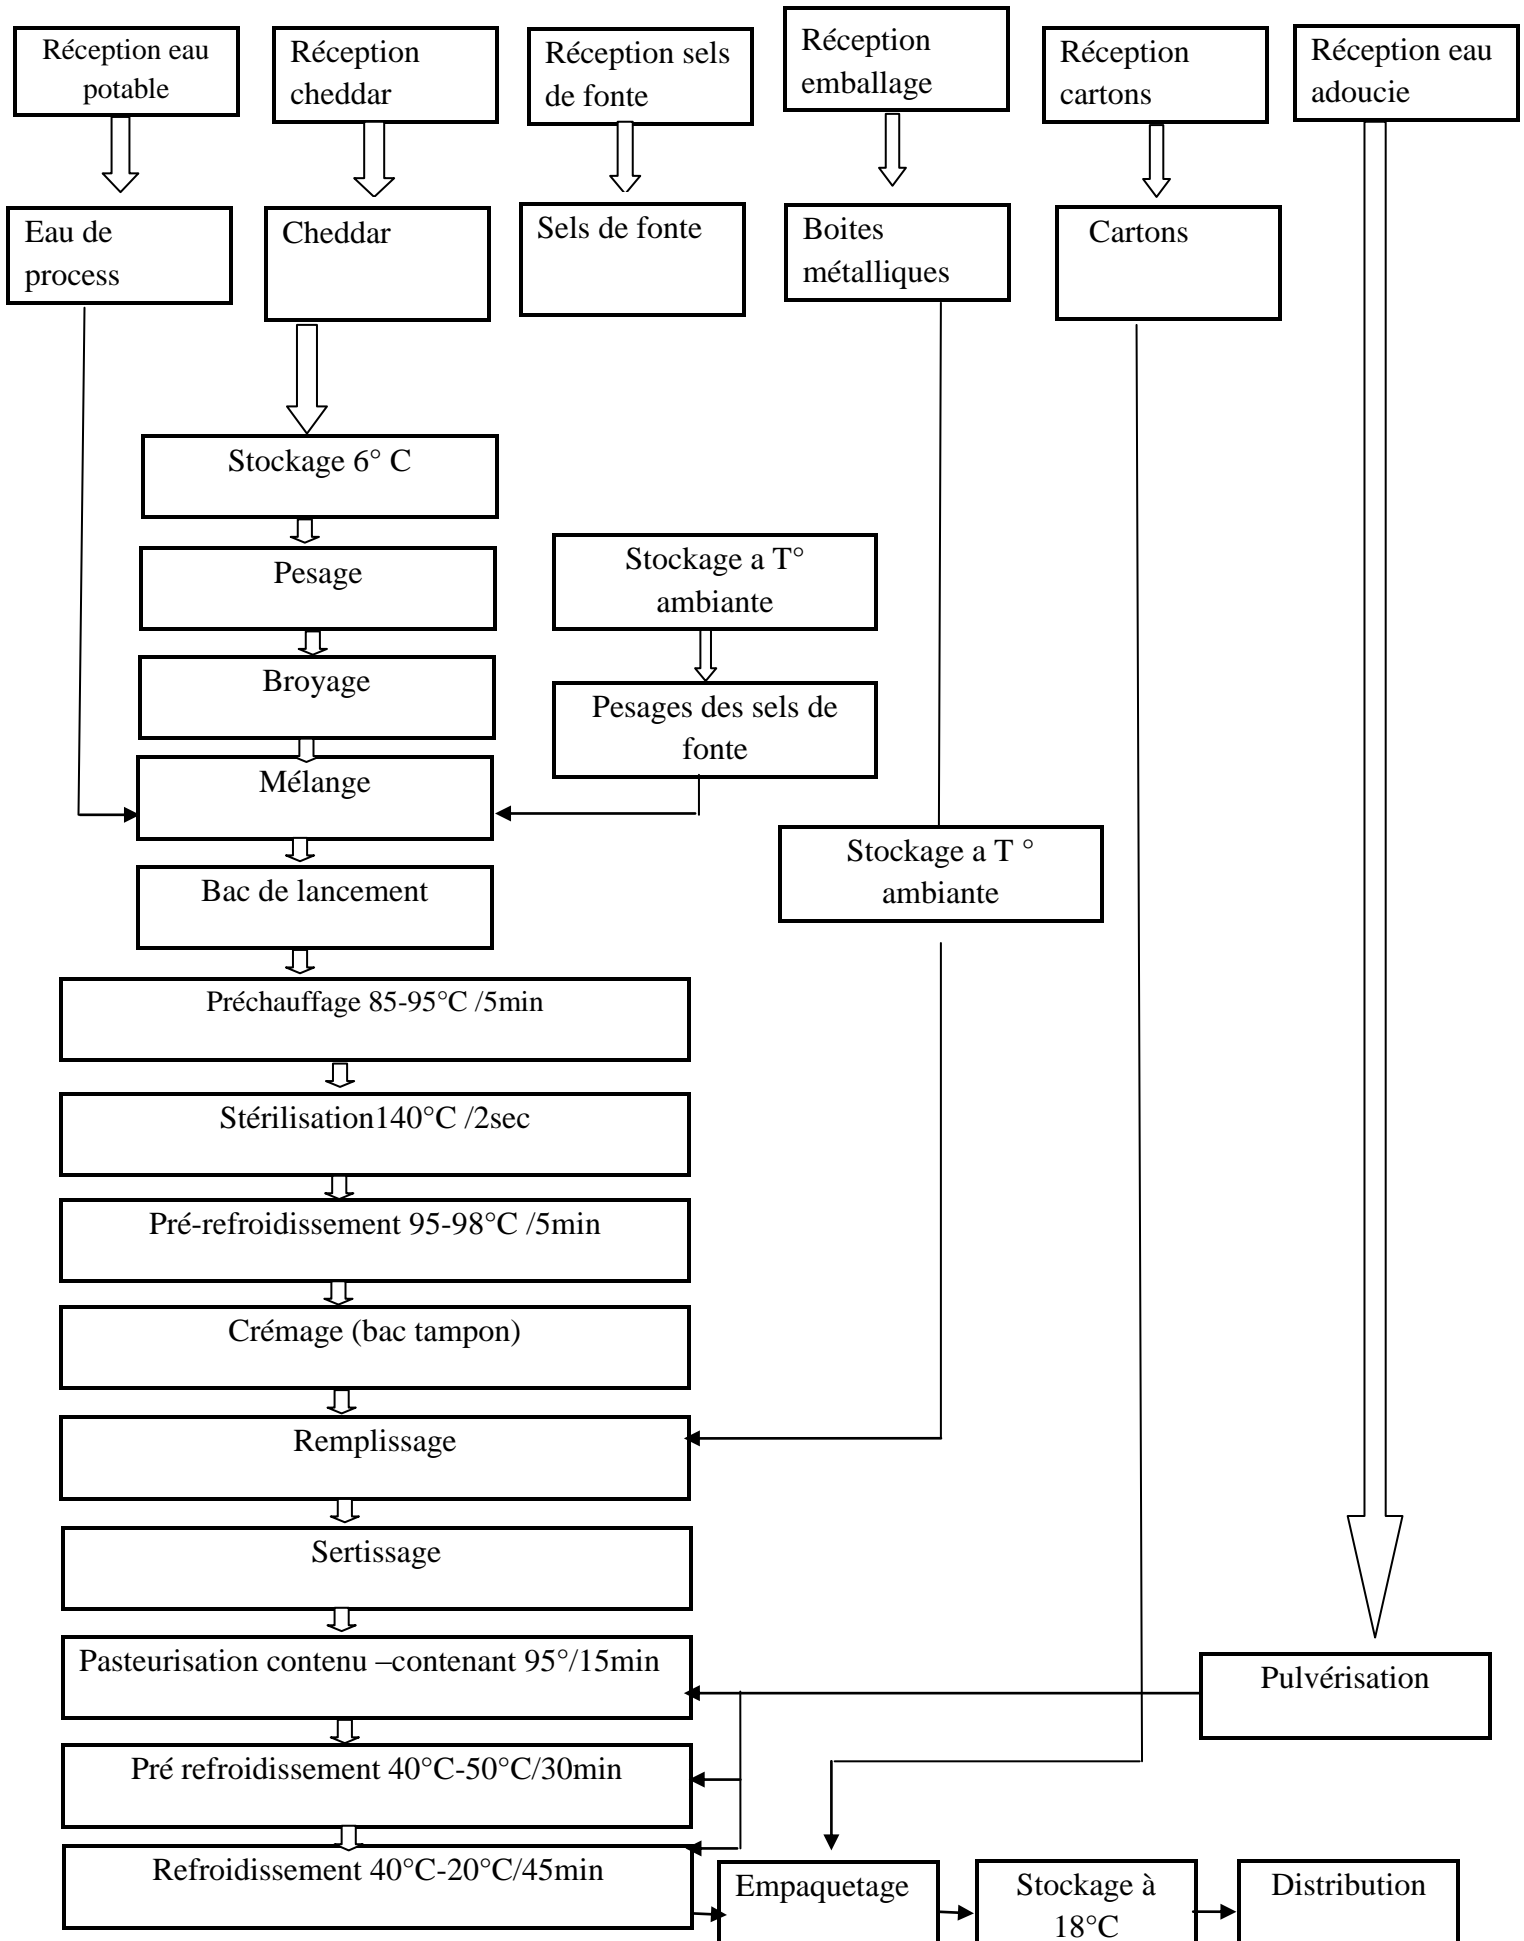 Réception eau
potable
Réception
cheddar
Réception sels
de fonte
Réception
emballage
Réception
cartons
Réception eau
adoucie
Eau de
process
Cheddar
Sels de fonte
Boites
métalliques
Cartons
Stockage 6° C
Pesage
Stockage a T°
ambiante
Broyage
Pesages des sels de
fonte
Mélange
Stockage a T °
ambiante
Bac de lancement
Préchauffage 85-95°C /5min
Stérilisation140°C /2sec
Pré-refroidissement 95-98°C /5min
Crémage (bac tampon)
Remplissage
Sertissage
Pasteurisation contenu –contenant 95°/15min
Pulvérisation
Pré refroidissement 40°C-50°C/30min
Refroidissement 40°C-20°C/45min
Empaquetage
Stockage à
18°C
Distribution